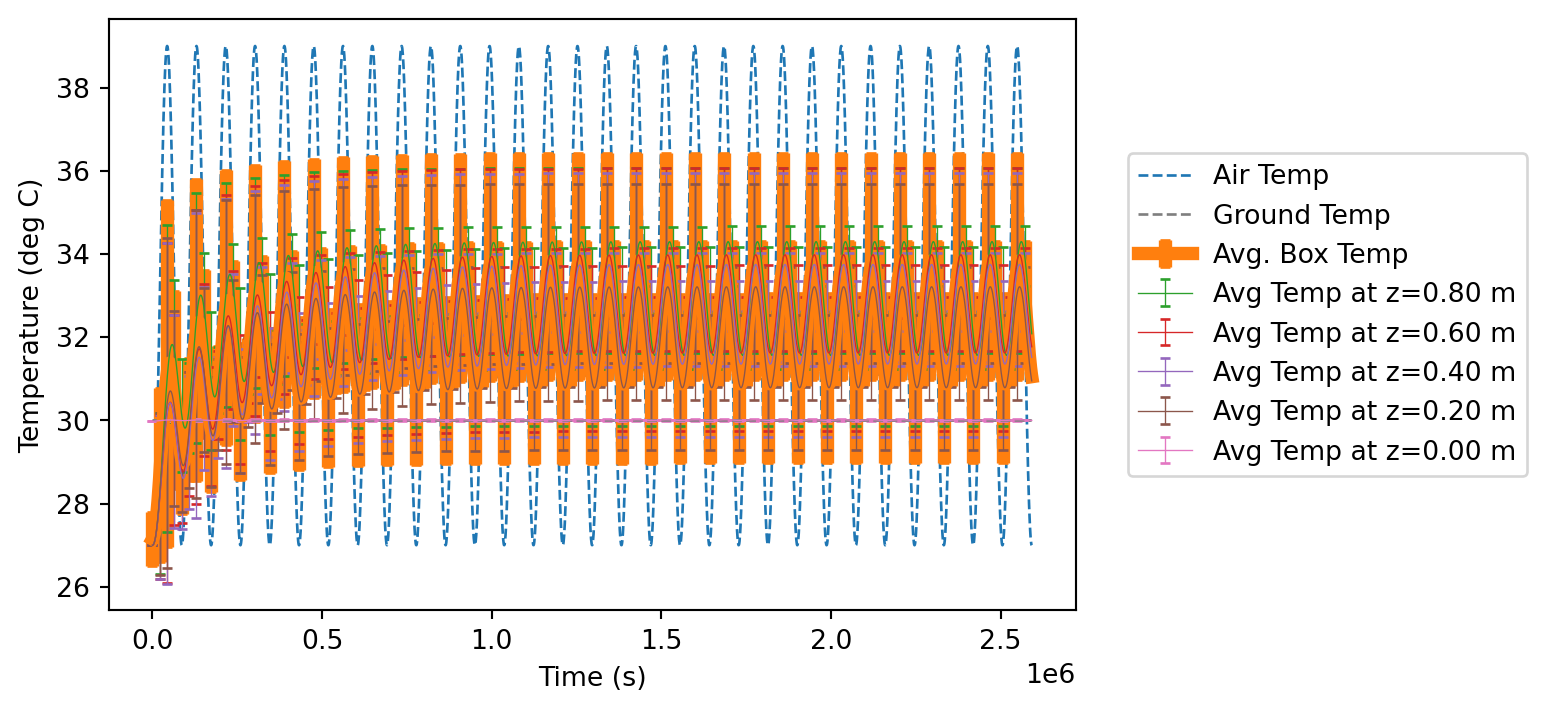 38
36
34
32
30
28
26
Temperature (deg C)
0.0 0.5 1.0 1.5 2.0 2.5
Time (s)
1e6
Air Temp
Ground Temp
Avg. Box Temp
Avg Temp at z=0.80 m
Avg Temp at z=0.60 m
Avg Temp at z=0.40 m
Avg Temp at z=0.20 m
Avg Temp at z=0.00 m